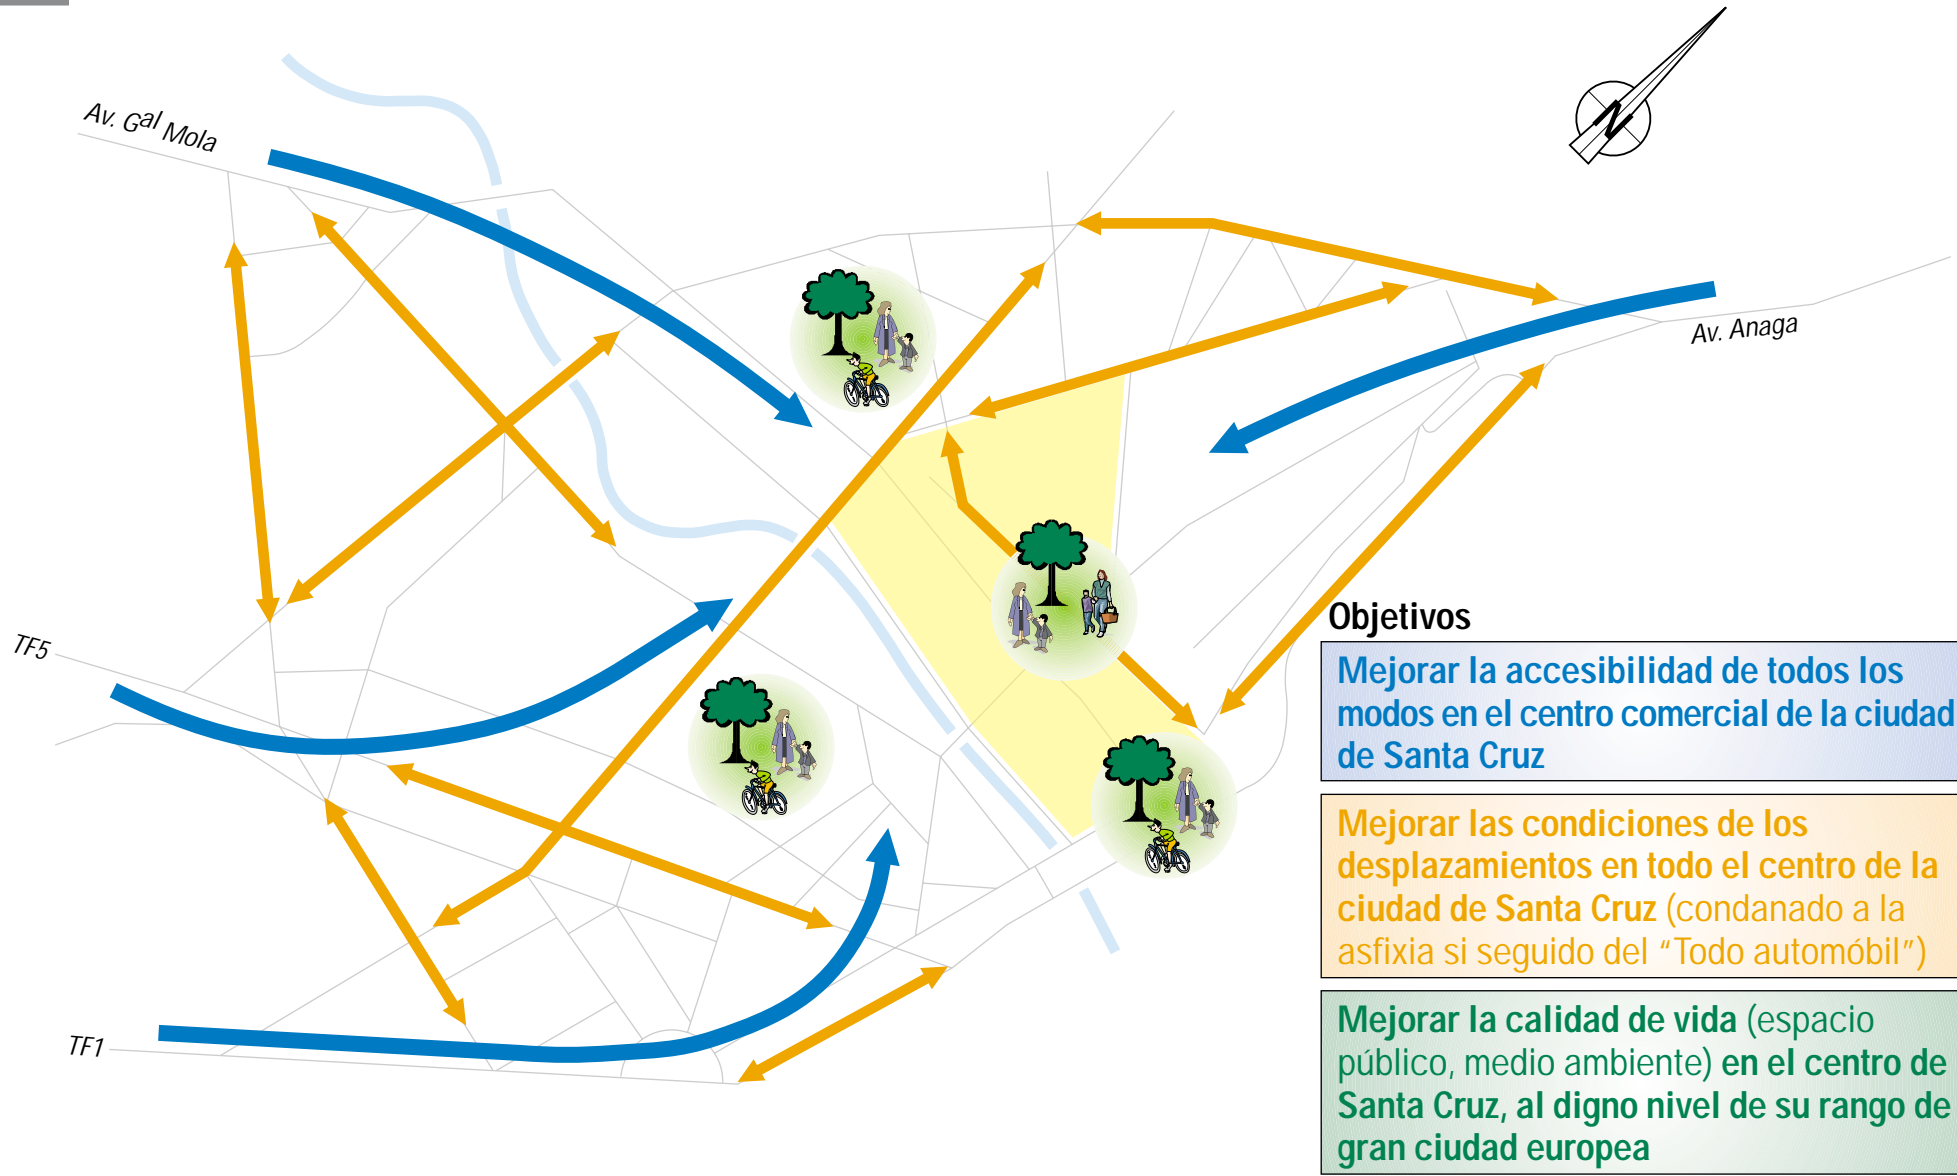 Av. Gal Mola
N
Av. Anaga
TF5
TF1
Objetivos
Mejorar la accesibilidad de todos los
modos en el centro comercial de la ciudad
de Santa Cruz
Mejorar las condiciones de los
desplazamientos en todo el centro de la
ciudad de Santa Cruz (condanado a la
asfixia si seguido del “Todo automóbil”)
Mejorar la calidad de vida (espacio
público, medio ambiente) en el centro de
Santa Cruz, al digno nivel de su rango de
gran ciudad europea